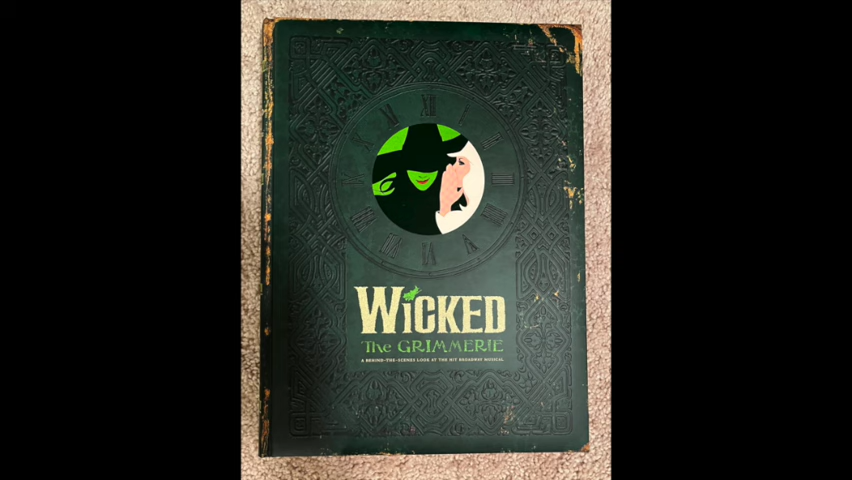 WICKED
The GRIMMERIE
A BEHIND-THE-SCENES LOOK AT THE HIT BROADWAY MUSICAL